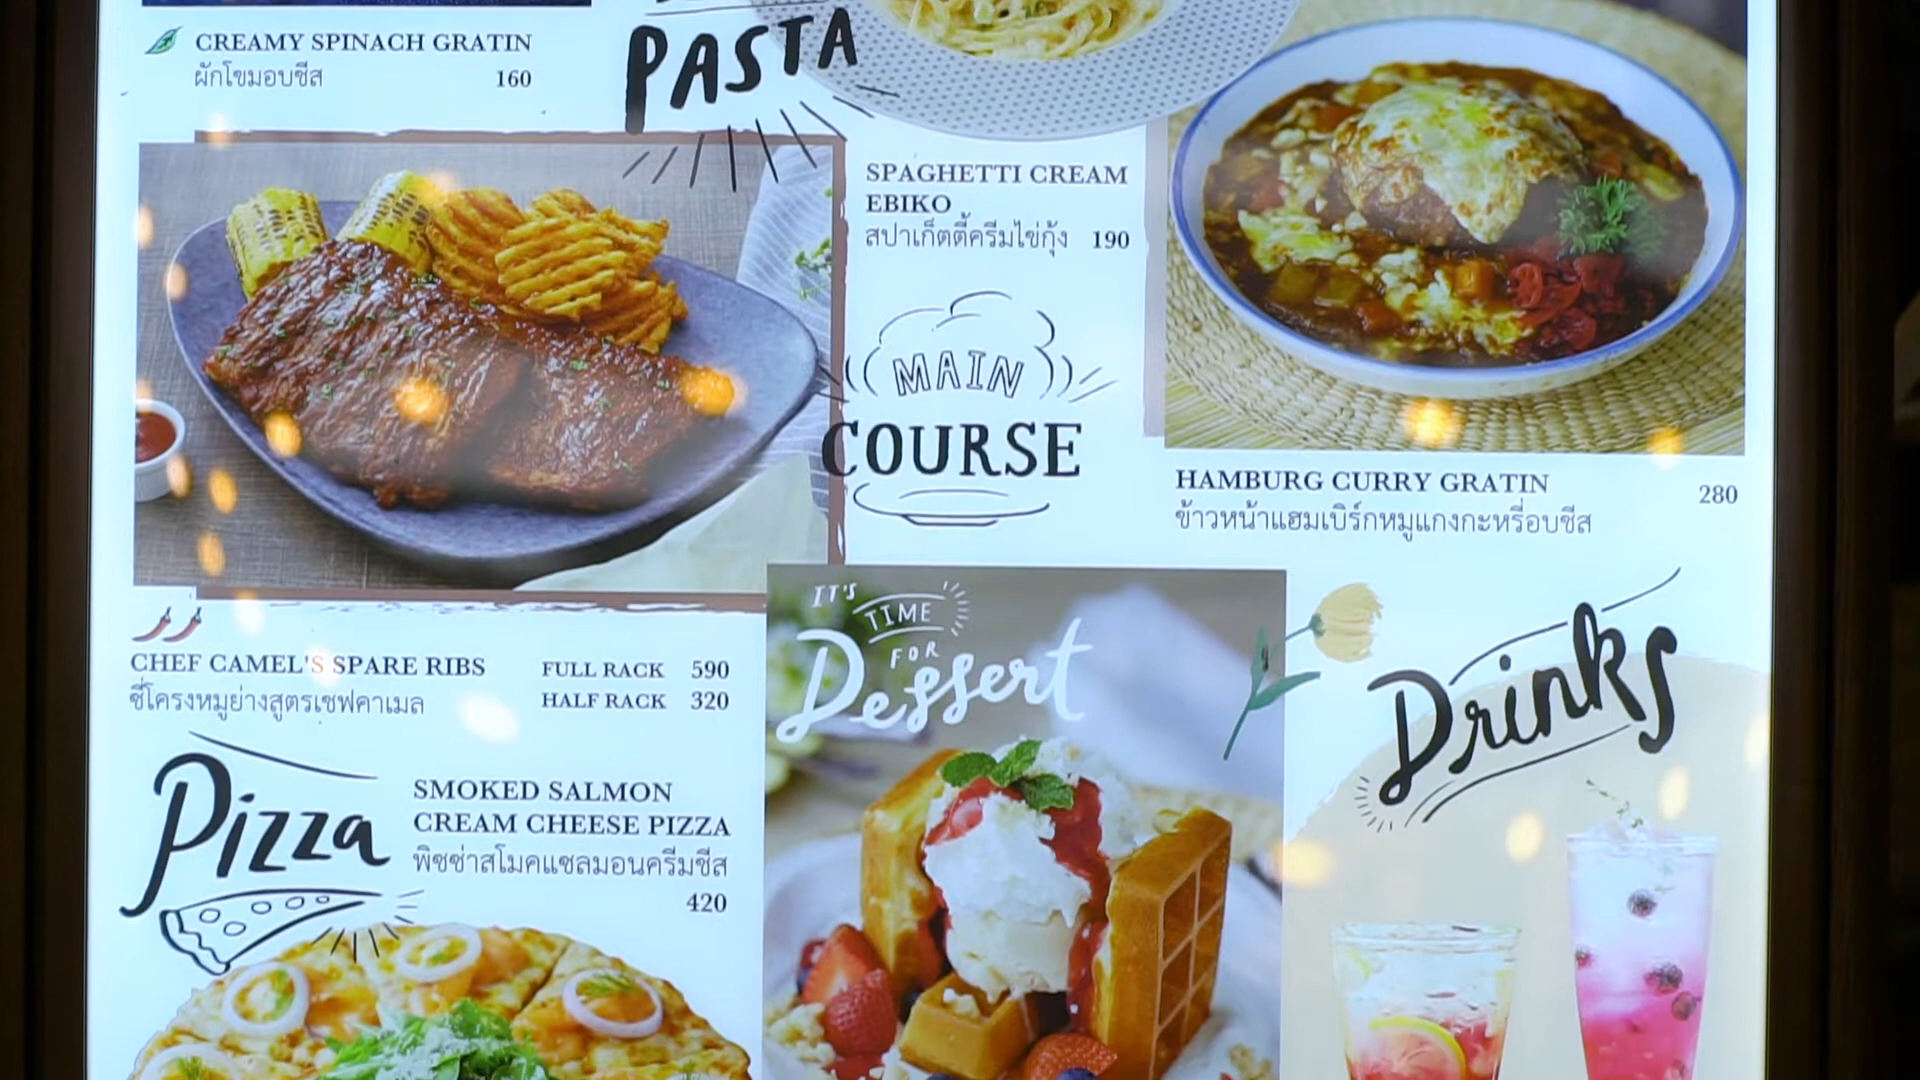 CREAMY SPINACH GRATIN
ผักโขมอบชีส 160
PASTA
SPAGHETTI CREAM
EBIKO
สปาเก็ตตี้ครีมไข่กุ้ง 190
MAIN
COURSE
HAMBURG CURRY GRATIN 280
ข้าวหน้าแฮมเบิร์กหมูแกงกะหรี่อบชีส
CHEF CAMEL'S SPARE RIBS FULL RACK 590
ซี่โครงหมูย่างสูตรเชฟคาเมล HALF RACK 320
IT'S
TIME
FOR
Dessert
Drinks
Pizza
SMOKED SALMON
CREAM CHEESE PIZZA
พิซซ่าสโมคแซลมอนครีมชีส
420